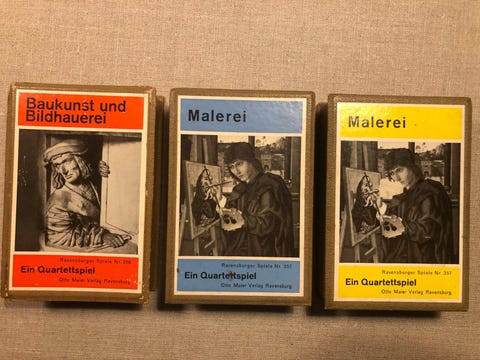 Baukunst und
Bildhauerei
Ravensburger Spiele Nr. 356
Ein Quartettspiel
Otto Maier Verlag Ravensburg
Malerei
Ravensburger Spiele Nr. 357
Ein Quartettspiel
Otto Maier Verlag Ravensburg
Malerei
Ravensburger Spiele Nr. 357
Ein Quartettspiel
Otto Maier Verlag Ravensburg